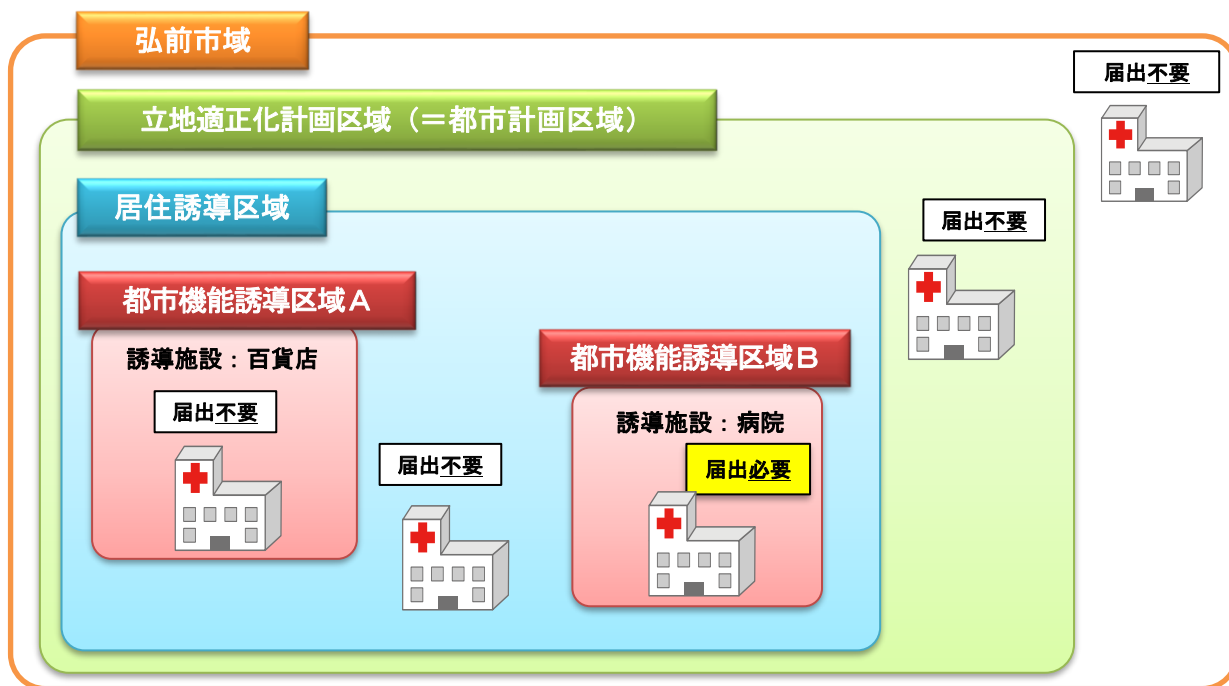 弘前市域
届出不要
立地適正化計画区域(=都市計画区域)
居住誘導区域
届出不要
都市機能誘導区域A
誘導施設:百貨店
届出不要
届出不要
都市機能誘導区域B
誘導施設:病院
届出必要